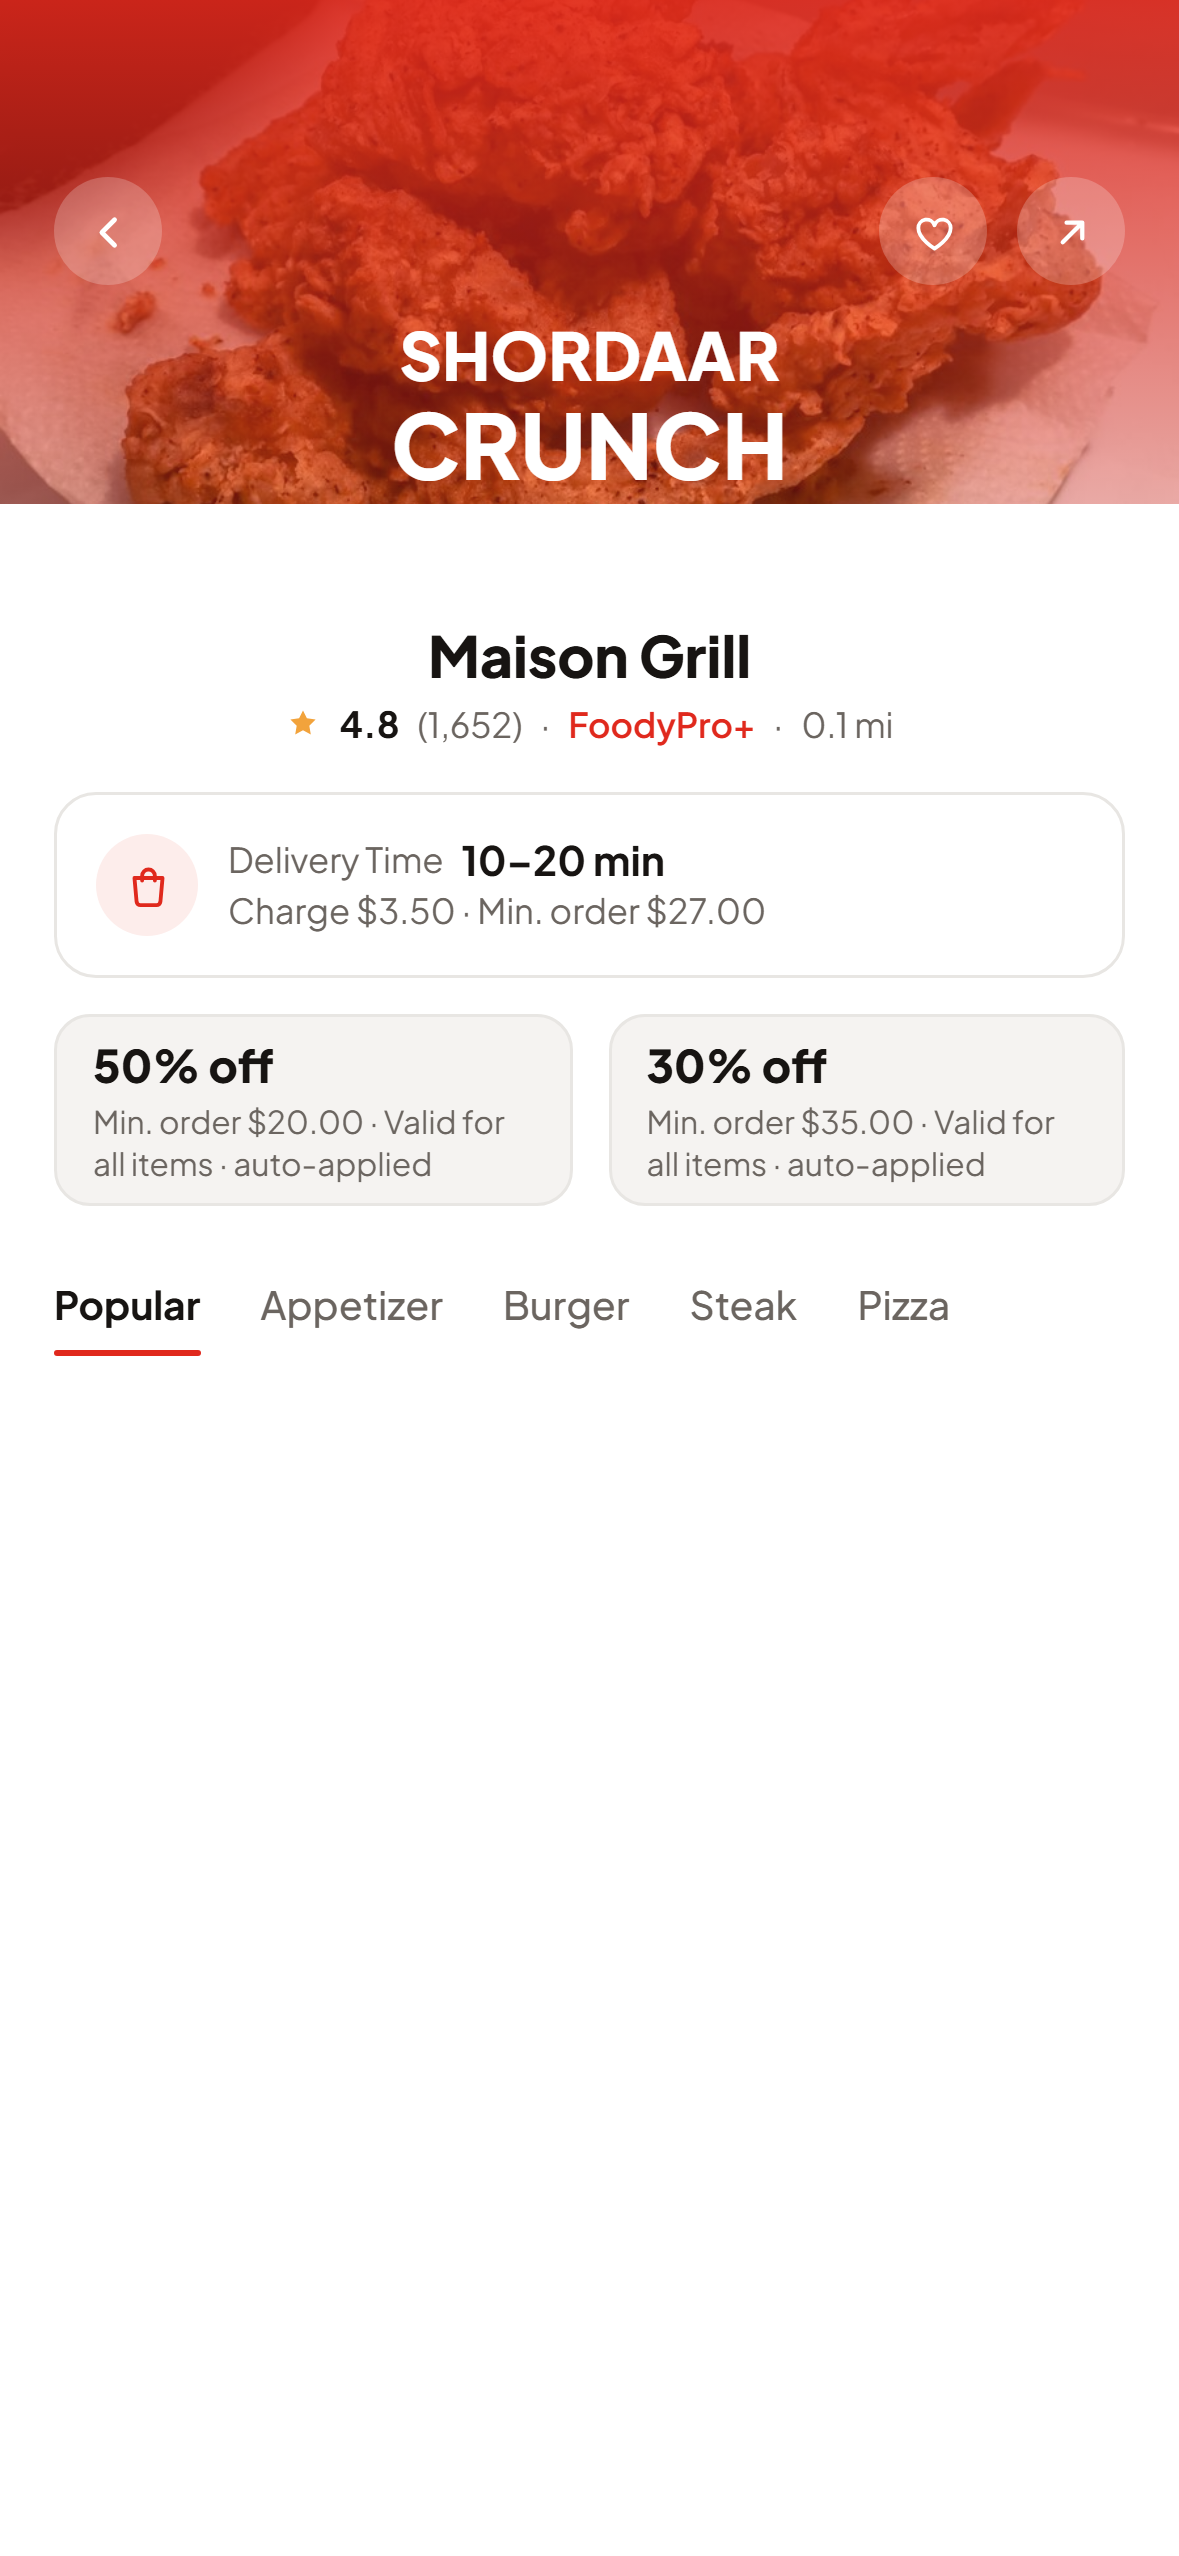 SHORDAAR
CRUNCH
Maison Grill
4.8 (1,652) · FoodyPro+ · 0.1 mi
Delivery Time 10–20 min
Charge $3.50 · Min. order $27.00
50% off
Min. order $20.00 · Valid for
all items · auto-applied
30% off
Min. order $35.00 · Valid for
all items · auto-applied
Popular Appetizer Burger Steak Pizza